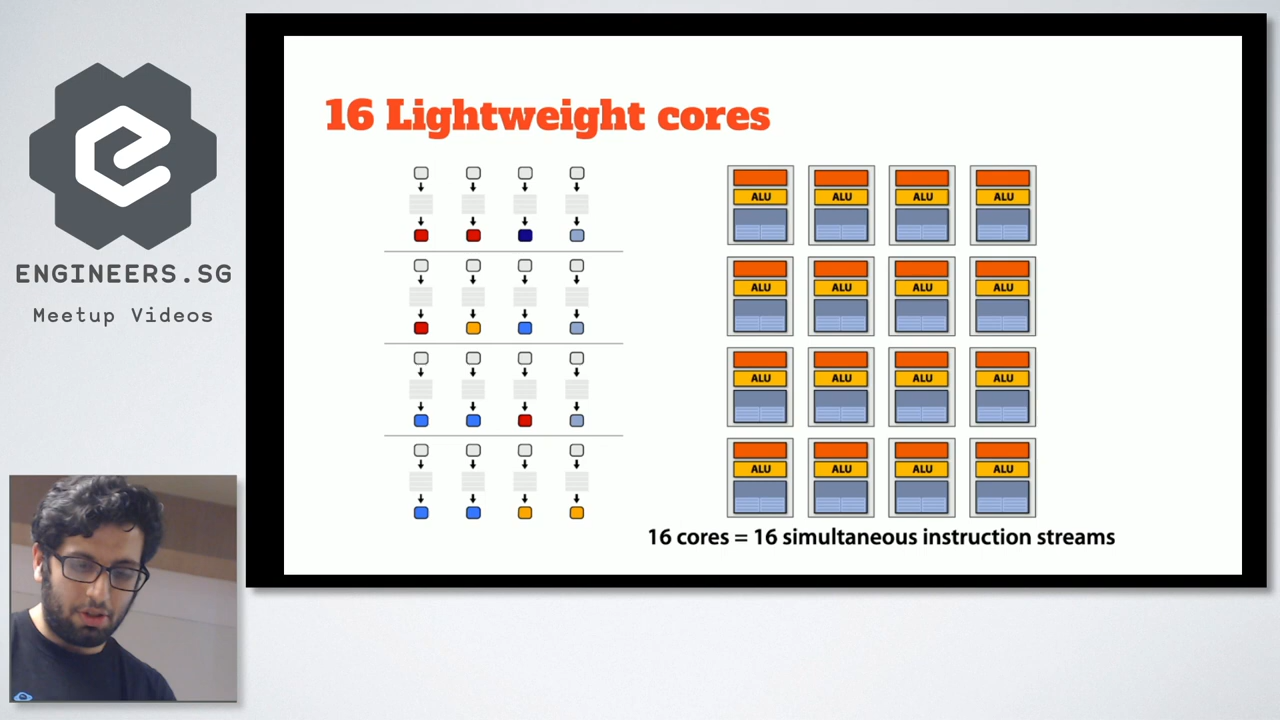 ENGINEERS.SG
Meetup Videos
16 Lightweight cores
ALU ALU ALU ALU
ALU ALU ALU ALU
ALU ALU ALU ALU
ALU ALU ALU ALU
16 cores = 16 simultaneous instruction streams